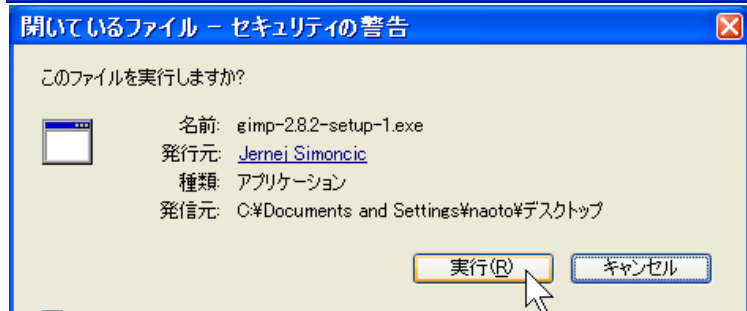 開いているファイル － セキュリティの警告
このファイルを実行しますか?
名前: gimp-2.8.2-setup-1.exe
発行元: Jernej Simoncic
種類: アプリケーション
発信元: C:¥Documents and Settings¥naoto¥デスクトップ
実行(R) キャンセル